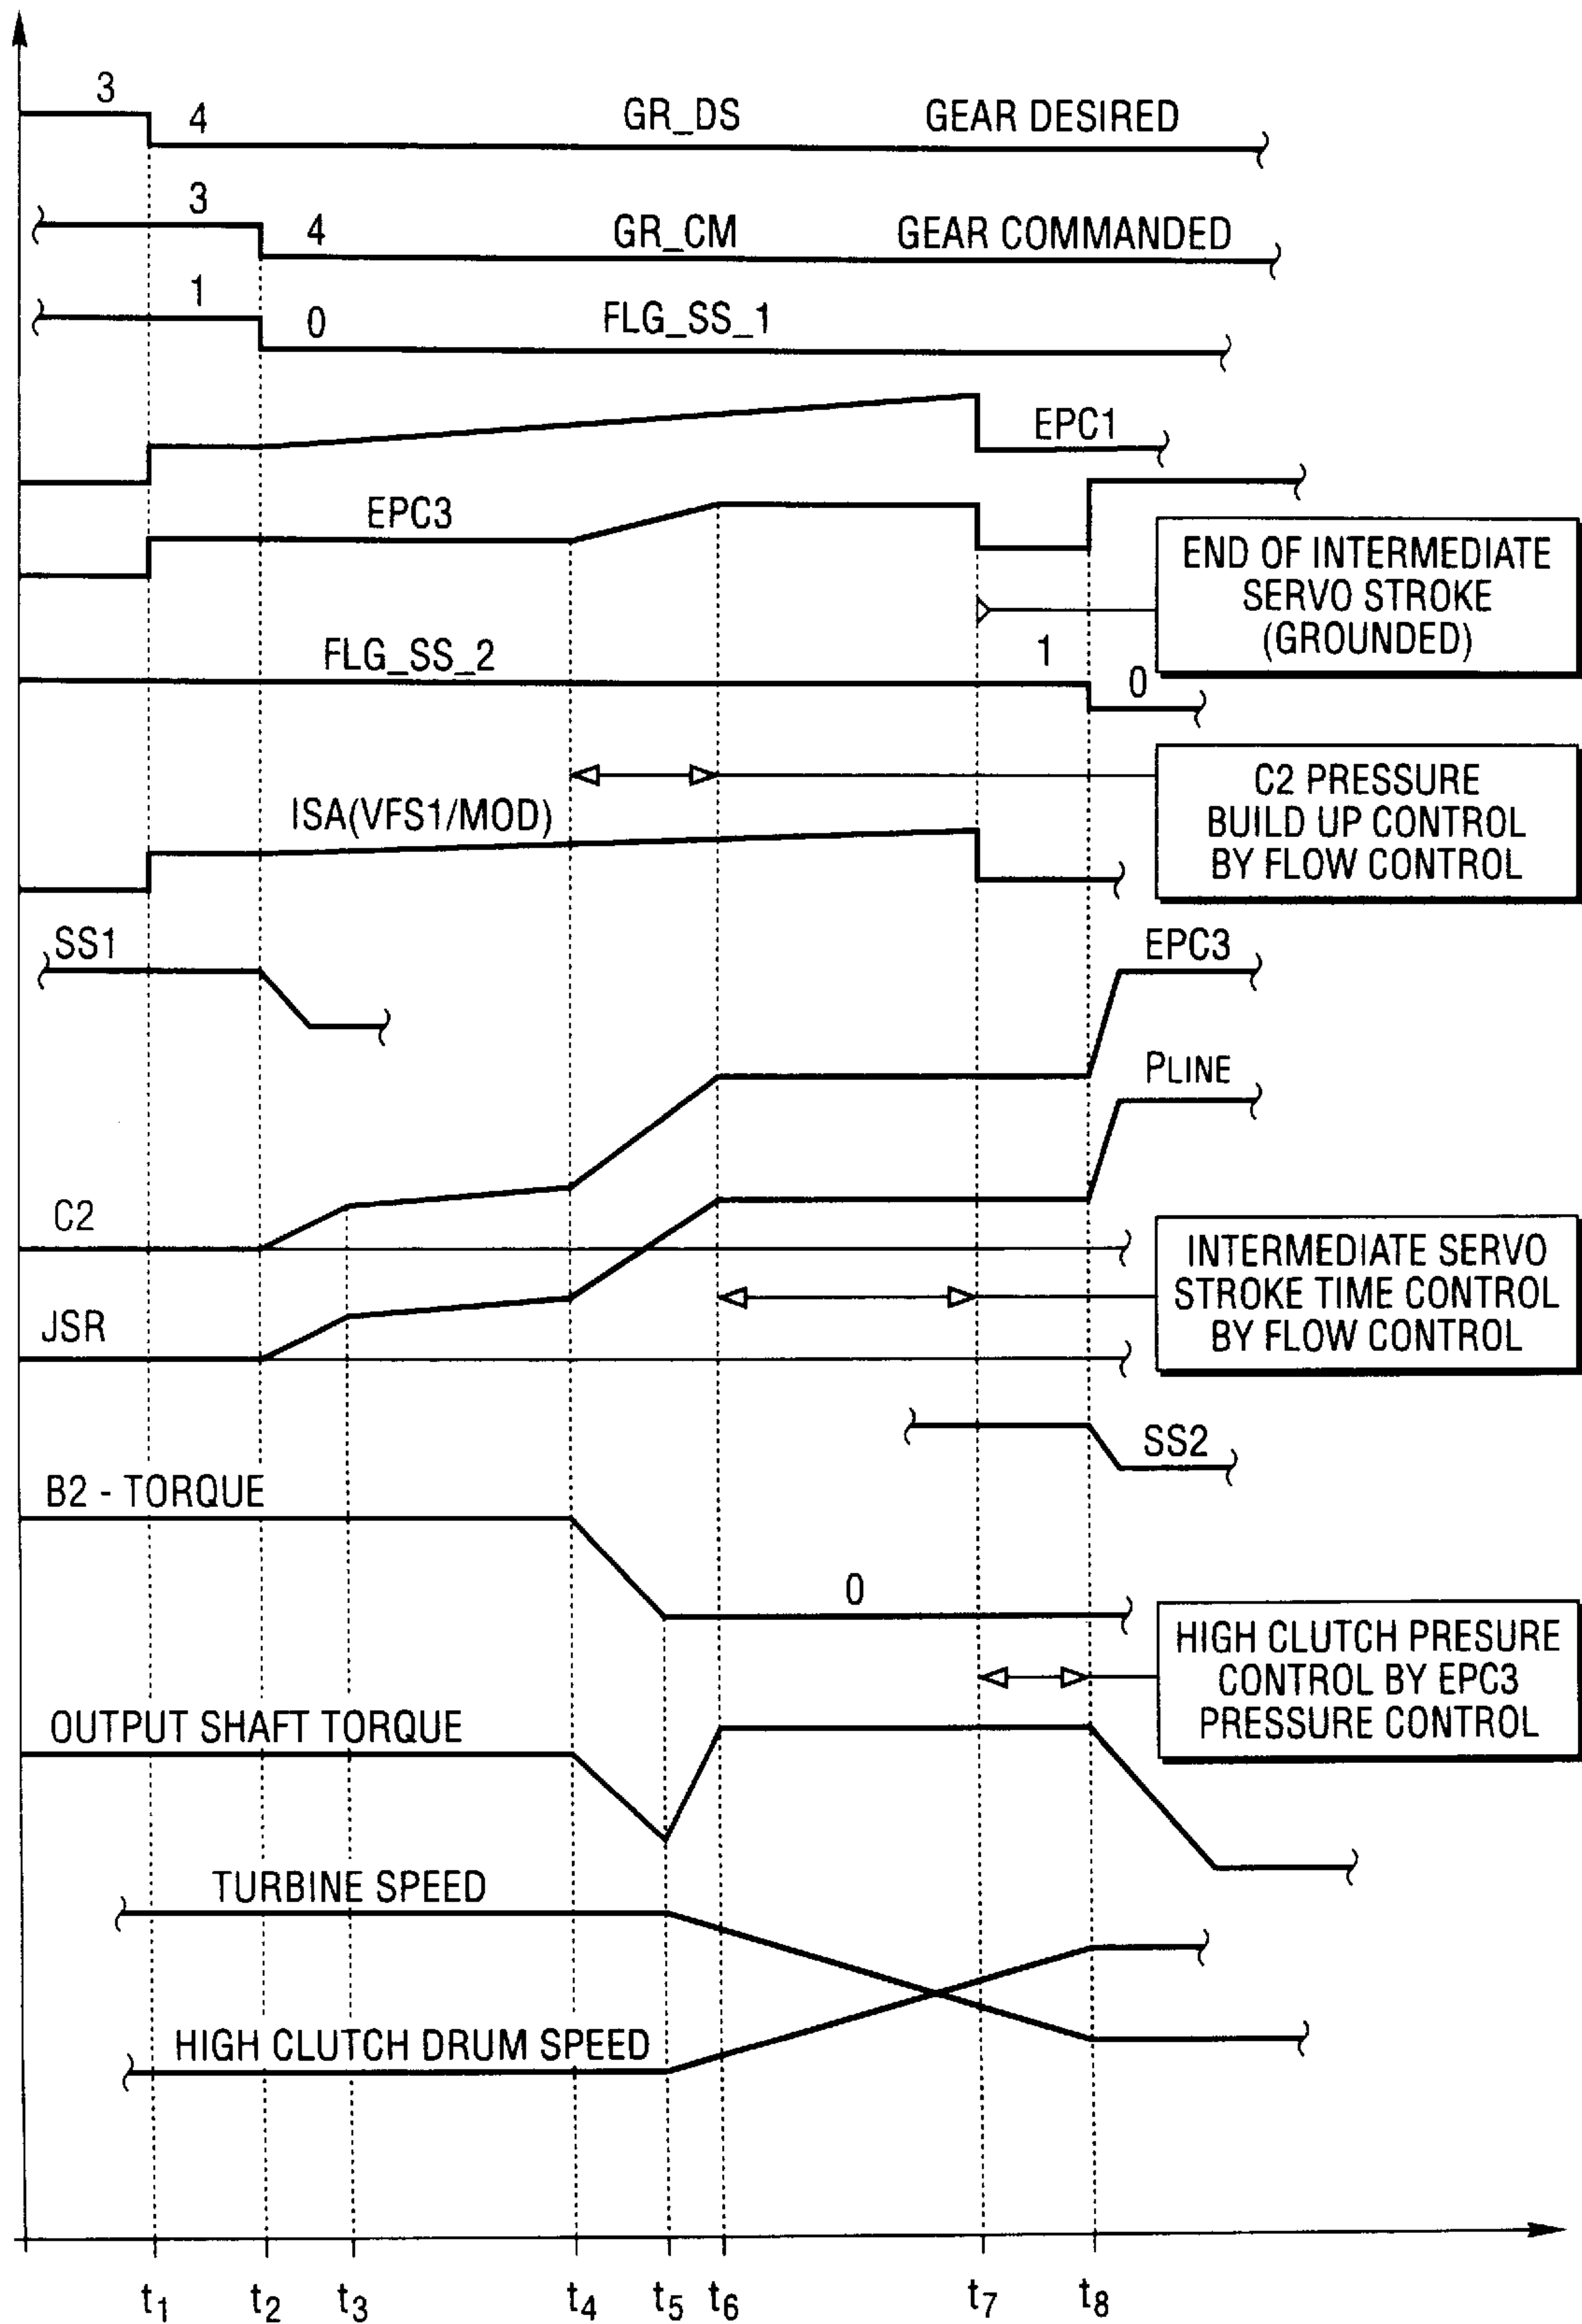 3
4 GR_DS GEAR DESIRED
3
4 GR_CM GEAR COMMANDED
1
0 FLG_SS_1
EPC1
EPC3
END OF INTERMEDIATE
SERVO STROKE
(GROUNDED)
FLG_SS_2 1 0
C2 PRESSURE
BUILD UP CONTROL
BY FLOW CONTROL
ISA(VFS1/MOD)
SS1
EPC3
PLINE
C2
INTERMEDIATE SERVO
STROKE TIME CONTROL
BY FLOW CONTROL
JSR
SS2
B2 - TORQUE
0
HIGH CLUTCH PRESURE
CONTROL BY EPC3
PRESSURE CONTROL
OUTPUT SHAFT TORQUE
TURBINE SPEED
HIGH CLUTCH DRUM SPEED
t1 t2 t3 t4 t5 t6 t7 t8